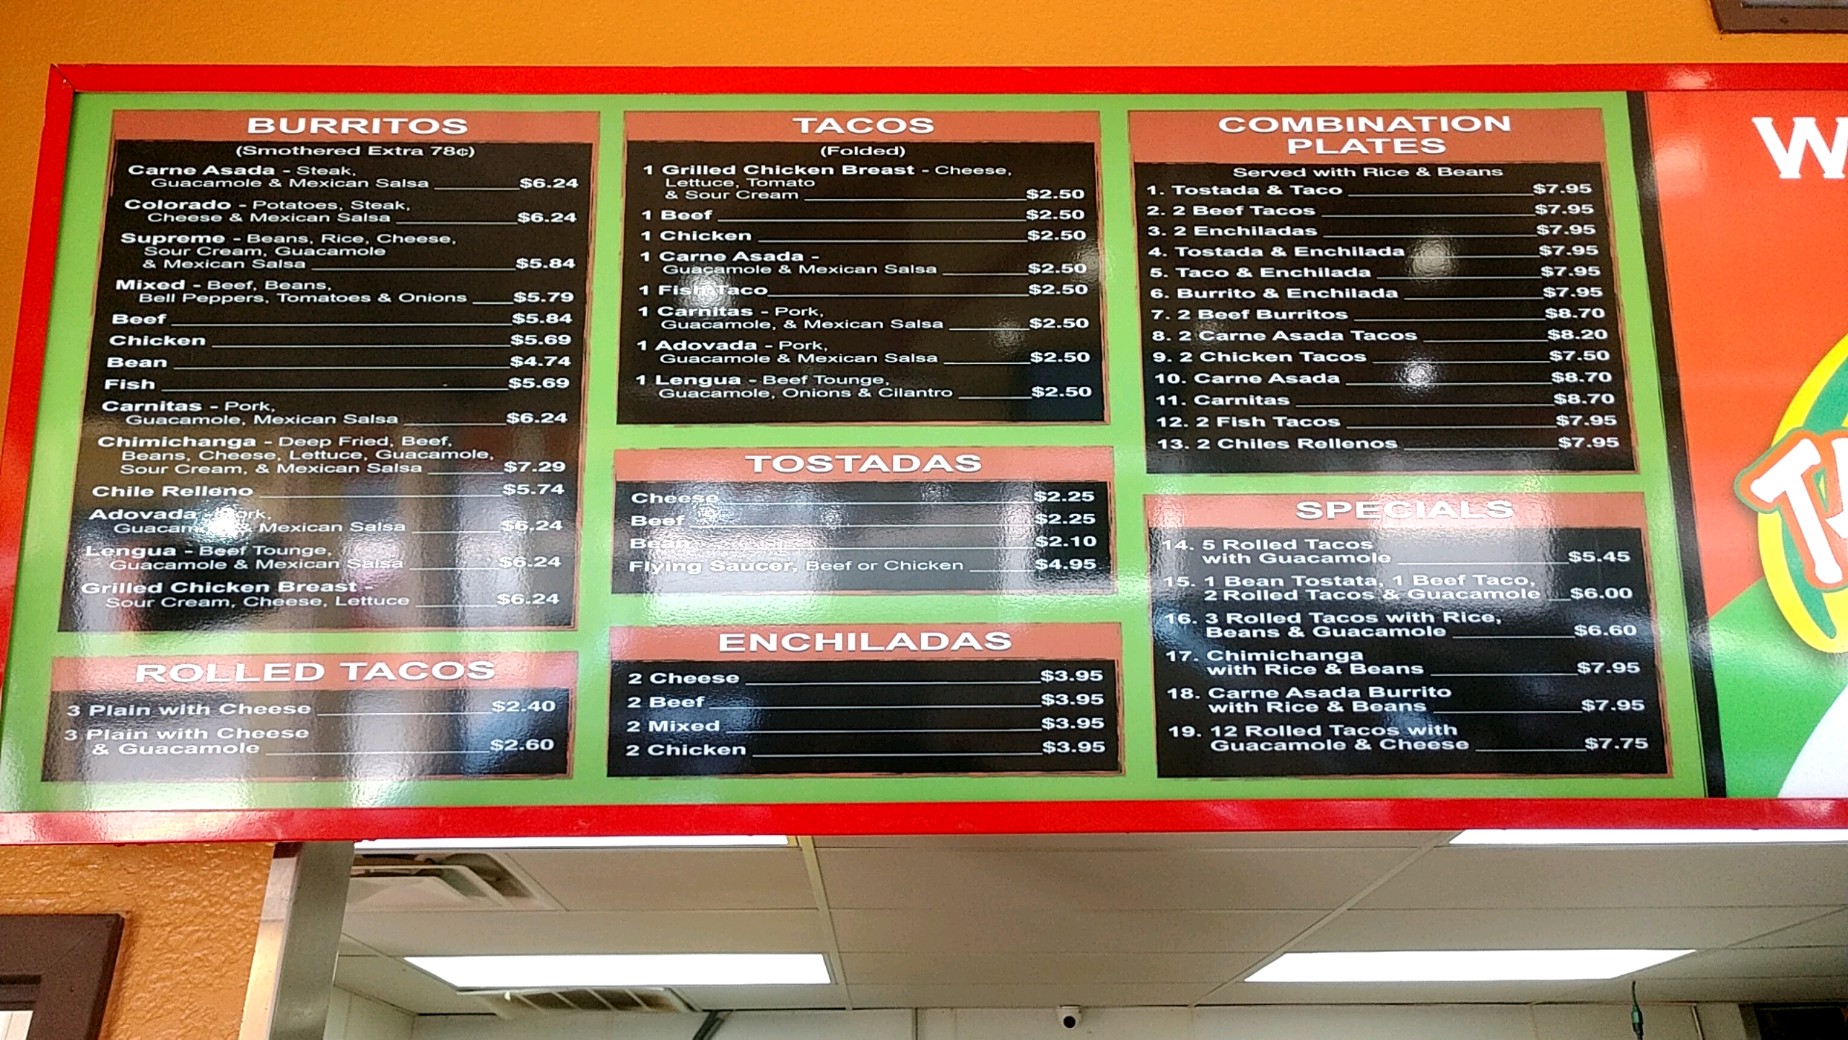 BURRITOS
(Smothered Extra 78¢)
Carne Asada - Steak,
Guacamole & Mexican Salsa $6.24
Colorado - Potatoes, Steak,
Cheese & Mexican Salsa $6.24
Supreme - Beans, Rice, Cheese,
Sour Cream, Guacamole
& Mexican Salsa $5.84
Mixed - Beef, Beans,
Bell Peppers, Tomatoes & Onions $5.79
Beef $5.84
Chicken $5.69
Bean $4.74
Fish $5.69
Carnitas - Pork,
Guacamole, Mexican Salsa $6.24
Chimichanga - Deep Fried, Beef,
Beans, Cheese, Lettuce, Guacamole,
Sour Cream, & Mexican Salsa $7.29
Chile Relleno $5.74
Adovada - Pork,
Guacamole & Mexican Salsa $6.24
Lengua - Beef Tounge,
Guacamole & Mexican Salsa $6.24
Grilled Chicken Breast -
Sour Cream, Cheese, Lettuce $6.24
ROLLED TACOS
3 Plain with Cheese $2.40
3 Plain with Cheese
& Guacamole $2.60
TACOS
(Folded)
1 Grilled Chicken Breast - Cheese,
Lettuce, Tomato
& Sour Cream $2.50
1 Beef $2.50
1 Chicken $2.50
1 Carne Asada -
Guacamole & Mexican Salsa $2.50
1 Fish Taco $2.50
1 Carnitas - Pork,
Guacamole, & Mexican Salsa $2.50
1 Adovada - Pork,
Guacamole & Mexican Salsa $2.50
1 Lengua - Beef Tounge,
Guacamole, Onions & Cilantro $2.50
TOSTADAS
Cheese $2.25
Beef $2.25
Bean $2.10
Flying Saucer, Beef or Chicken $4.95
ENCHILADAS
2 Cheese $3.95
2 Beef $3.95
2 Mixed $3.95
2 Chicken $3.95
COMBINATION
PLATES
Served with Rice & Beans
1. Tostada & Taco $7.95
2. 2 Beef Tacos $7.95
3. 2 Enchiladas $7.95
4. Tostada & Enchilada $7.95
5. Taco & Enchilada $7.95
6. Burrito & Enchilada $7.95
7. 2 Beef Burritos $8.70
8. 2 Carne Asada Tacos $8.20
9. 2 Chicken Tacos $7.50
10. Carne Asada $8.70
11. Carnitas $8.70
12. 2 Fish Tacos $7.95
13. 2 Chiles Rellenos $7.95
SPECIALS
14. 5 Rolled Tacos
with Guacamole $5.45
15. 1 Bean Tostata, 1 Beef Taco,
2 Rolled Tacos & Guacamole $6.00
16. 3 Rolled Tacos with Rice,
Beans & Guacamole $6.60
17. Chimichanga
with Rice & Beans $7.95
18. Carne Asada Burrito
with Rice & Beans $7.95
19. 12 Rolled Tacos with
Guacamole & Cheese $7.75